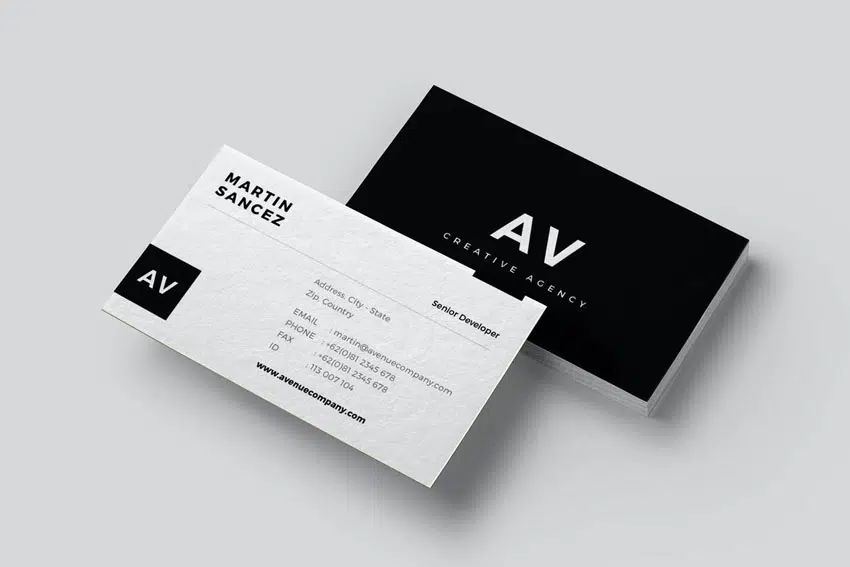 MARTIN
SANCEZ
AV
Senior Developer
Address, City - State
Zip, Country
EMAIL : martin@avenuecompany.com
PHONE : +62(0)81 2345 678
FAX : +62(0)81 2345 678
ID : 113 007 104
www.avenuecompany.com
AV
CREATIVE AGENCY